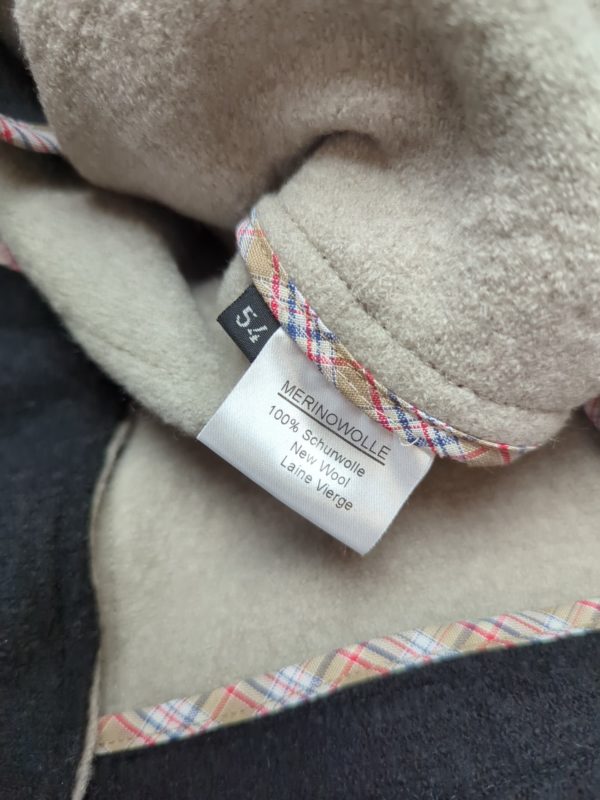 54
MERINOWOLLE
100% Schurwolle
New Wool
Laine Vierge